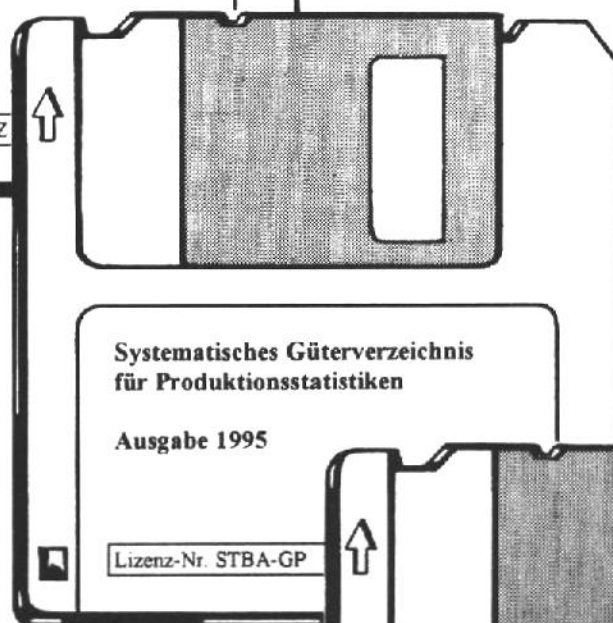 Z
Systematisches Güterverzeichnis
für Produktionsstatistiken
Ausgabe 1995
Lizenz-Nr. STBA-GP